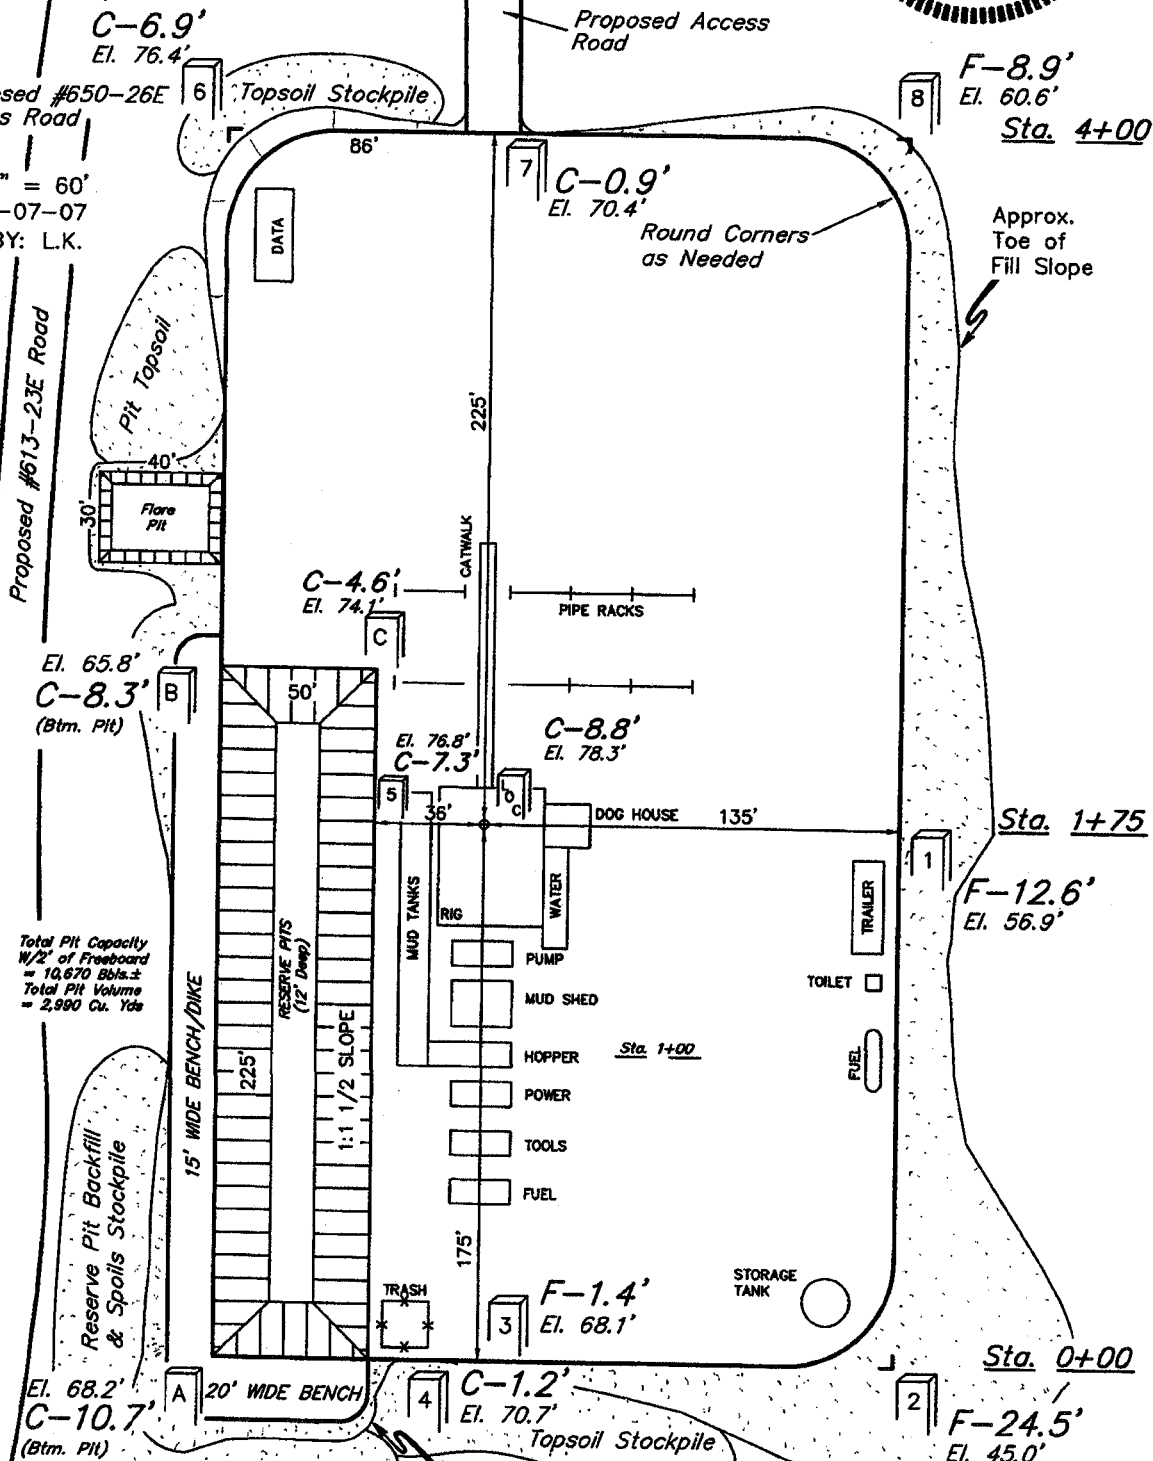 C-6.9'
El. 76.4'
6
Topsoil Stockpile
Proposed Access
Road
F-8.9'
El. 60.6'
8
Sta. 4+00
#650-26E
Road
= 60'
-07-07
BY: L.K.
86'
7
C-0.9'
El. 70.4'
Round Corners
as Needed
Approx.
Toe of
Fill Slope
DATA
Pit Topsoil
Proposed #613-23E Road
225'
40'
30'
Flare
Pit
CATWALK
C-4.6'
El. 74.1'
PIPE RACKS
C
El. 65.8'
C-8.3'
(Btm. Pit)
B
50'
C-8.8'
El. 78.3'
El. 76.8'
C-7.3'
5
LOC
36'
DOG HOUSE
135'
Sta. 1+75
1
F-12.6'
El. 56.9'
MUD TANKS
RIG
WATER
TRAILER
Total Pit Capacity
W/2' of Freeboard
= 10,670 Bbls.±
Total Pit Volume
= 2,990 Cu. Yds
RESERVE PITS
(12' Deep)
PUMP
TOILET
MUD SHED
15' WIDE BENCH/DIKE
225'
1:1 1/2 SLOPE
HOPPER
Sta. 1+00
FUEL
POWER
TOOLS
FUEL
Reserve Pit Backfill
& Spoils Stockpile
175'
TRASH
STORAGE
TANK
3
F-1.4'
El. 68.1'
Sta. 0+00
El. 68.2'
C-10.7'
(Btm. Pit)
A
20' WIDE BENCH
4
C-1.2'
El. 70.7'
Topsoil Stockpile
2
F-24.5'
El. 45.0'